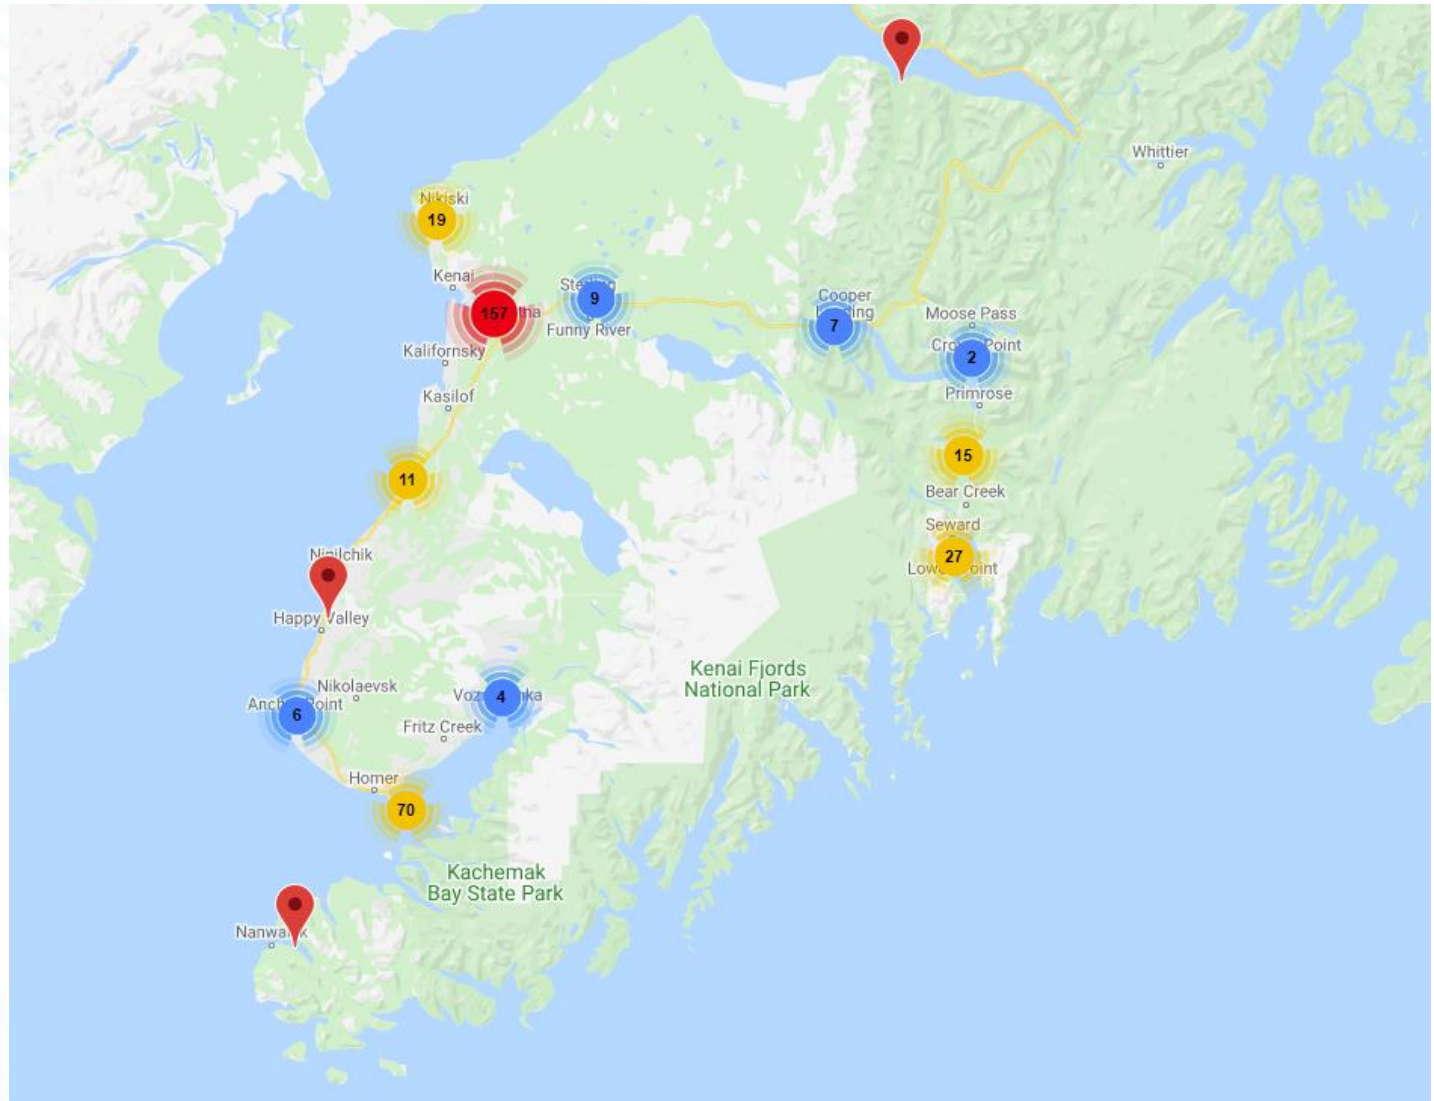 Whittier
Nikiski
19
Kenai
157
9
Funny River
Cooper
7
Moose Pass
2
Kalifornsky
Primrose
Kasilof
15
11
Bear Creek
Seward
27
Ninilchik
Happy Valley
Kenai Fjords
National Park
Nikolaevsk
4
6
Fritz Creek
Homer
70
Kachemak
Bay State Park